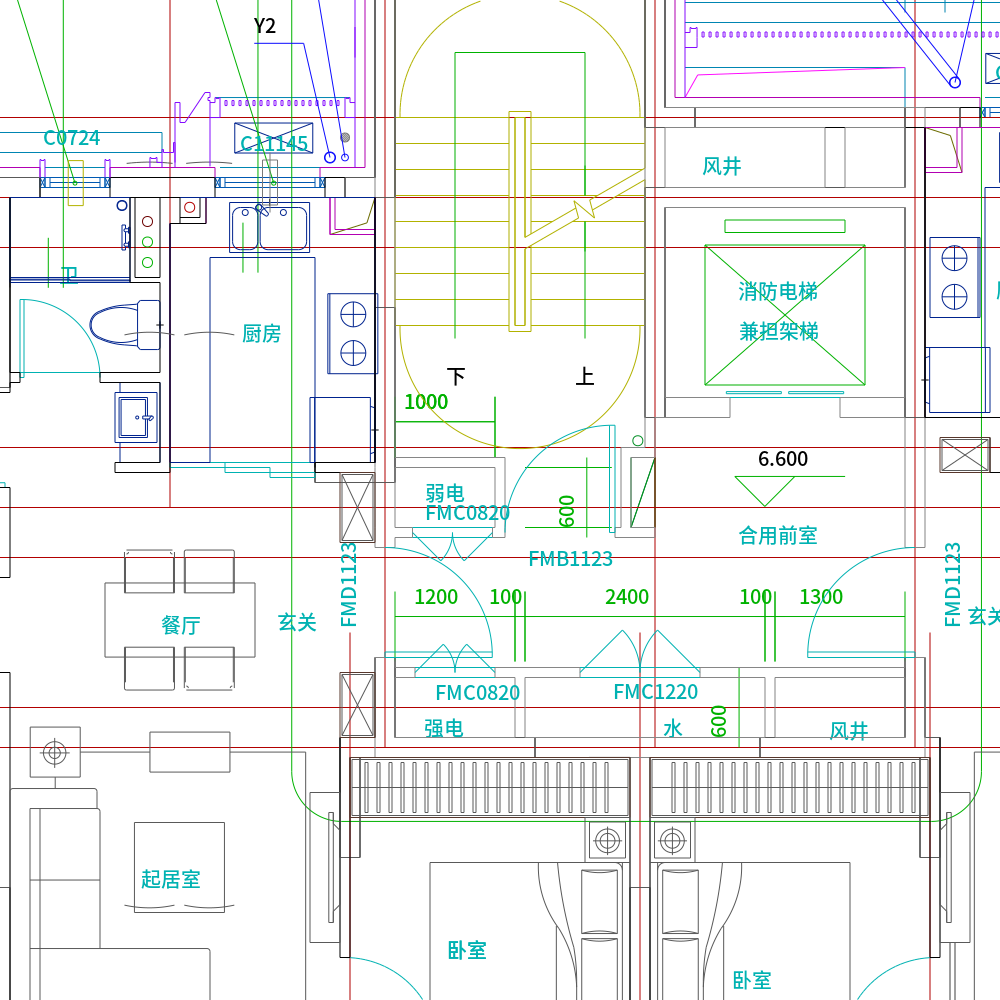 Y2
C0724
C11145
风井
卫
厨房
消防电梯
兼担架梯
下
上
1000
6.600
弱电
FMC0820
600
合用前室
FMB1123
FMD1123
FMD1123
1200
100
2400
100
1300
餐厅
玄关
玄关
FMC0820
FMC1220
强电
水
600
风井
起居室
卧室
卧室